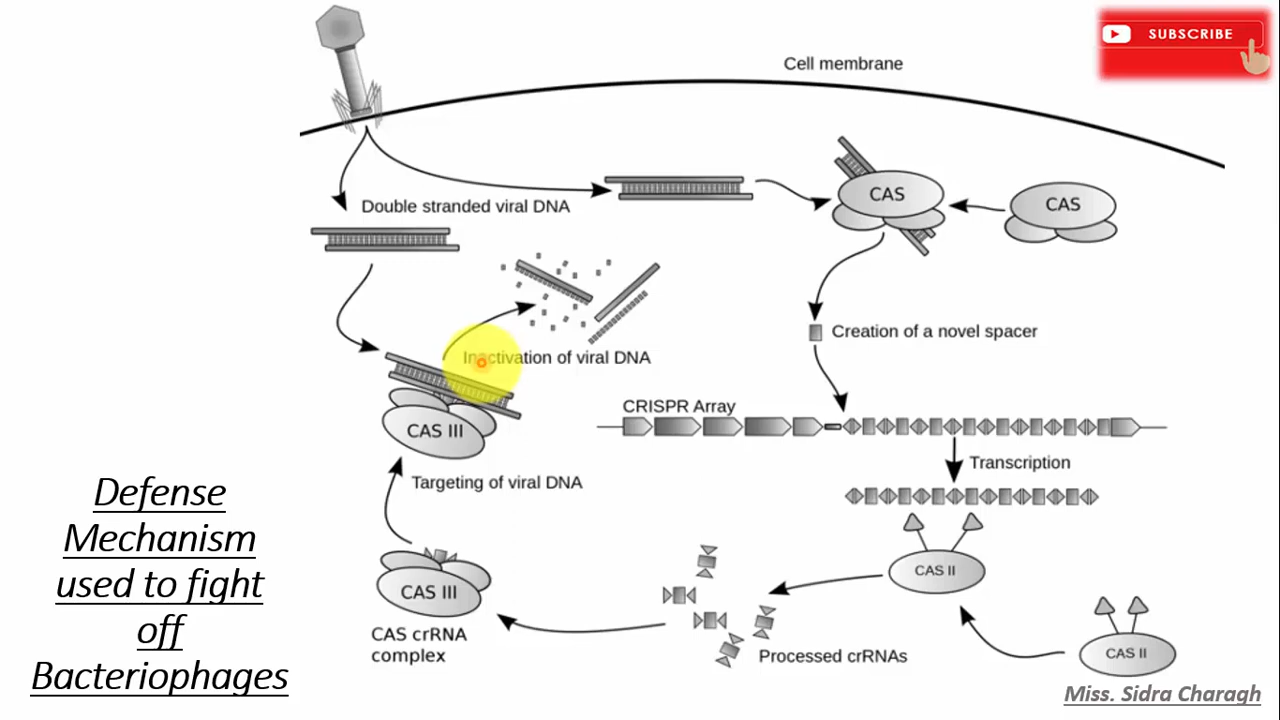 SUBSCRIBE
Cell membrane
CAS
CAS
Double stranded viral DNA
Creation of a novel spacer
Inactivation of viral DNA
CRISPR Array
CAS III
Transcription
Targeting of viral DNA
Defense
Mechanism
used to fight
off
Bacteriophages
CAS II
CAS III
CAS crRNA
complex
Processed crRNAs
CAS II
Miss. Sidra Charagh